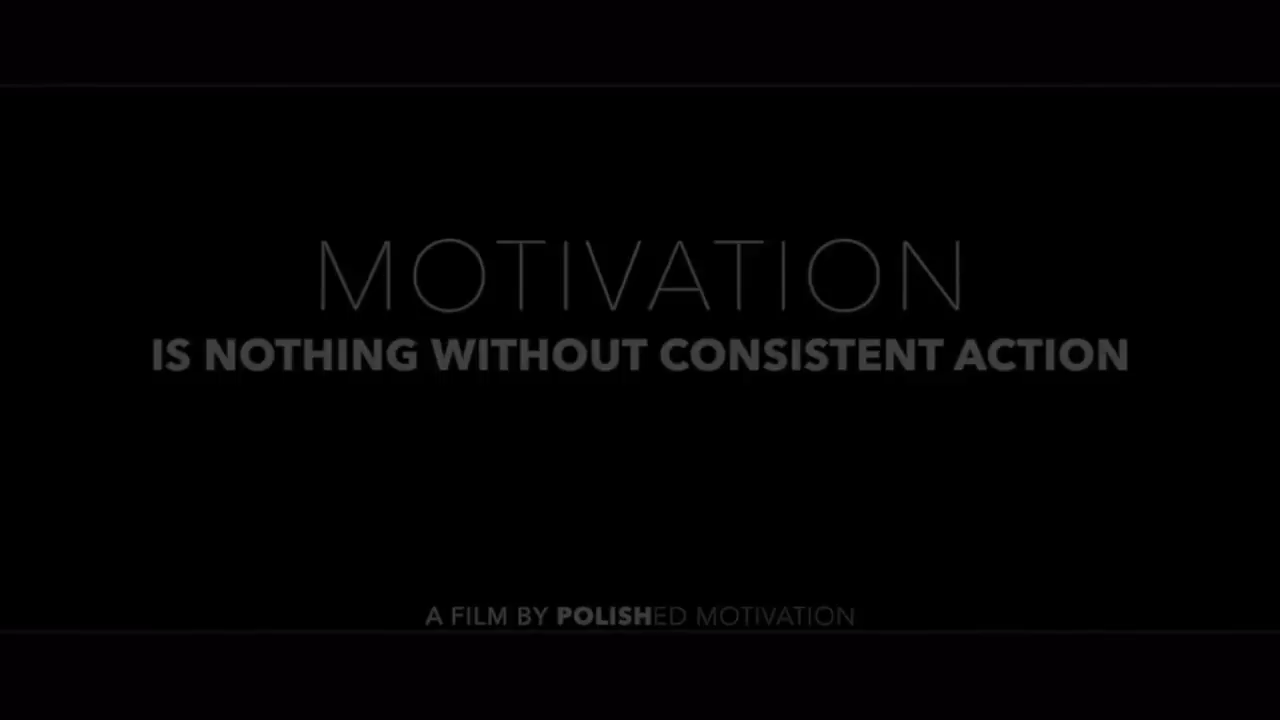 MOTIVATION
IS NOTHING WITHOUT CONSISTENT ACTION
A FILM BY POLISHED MOTIVATION